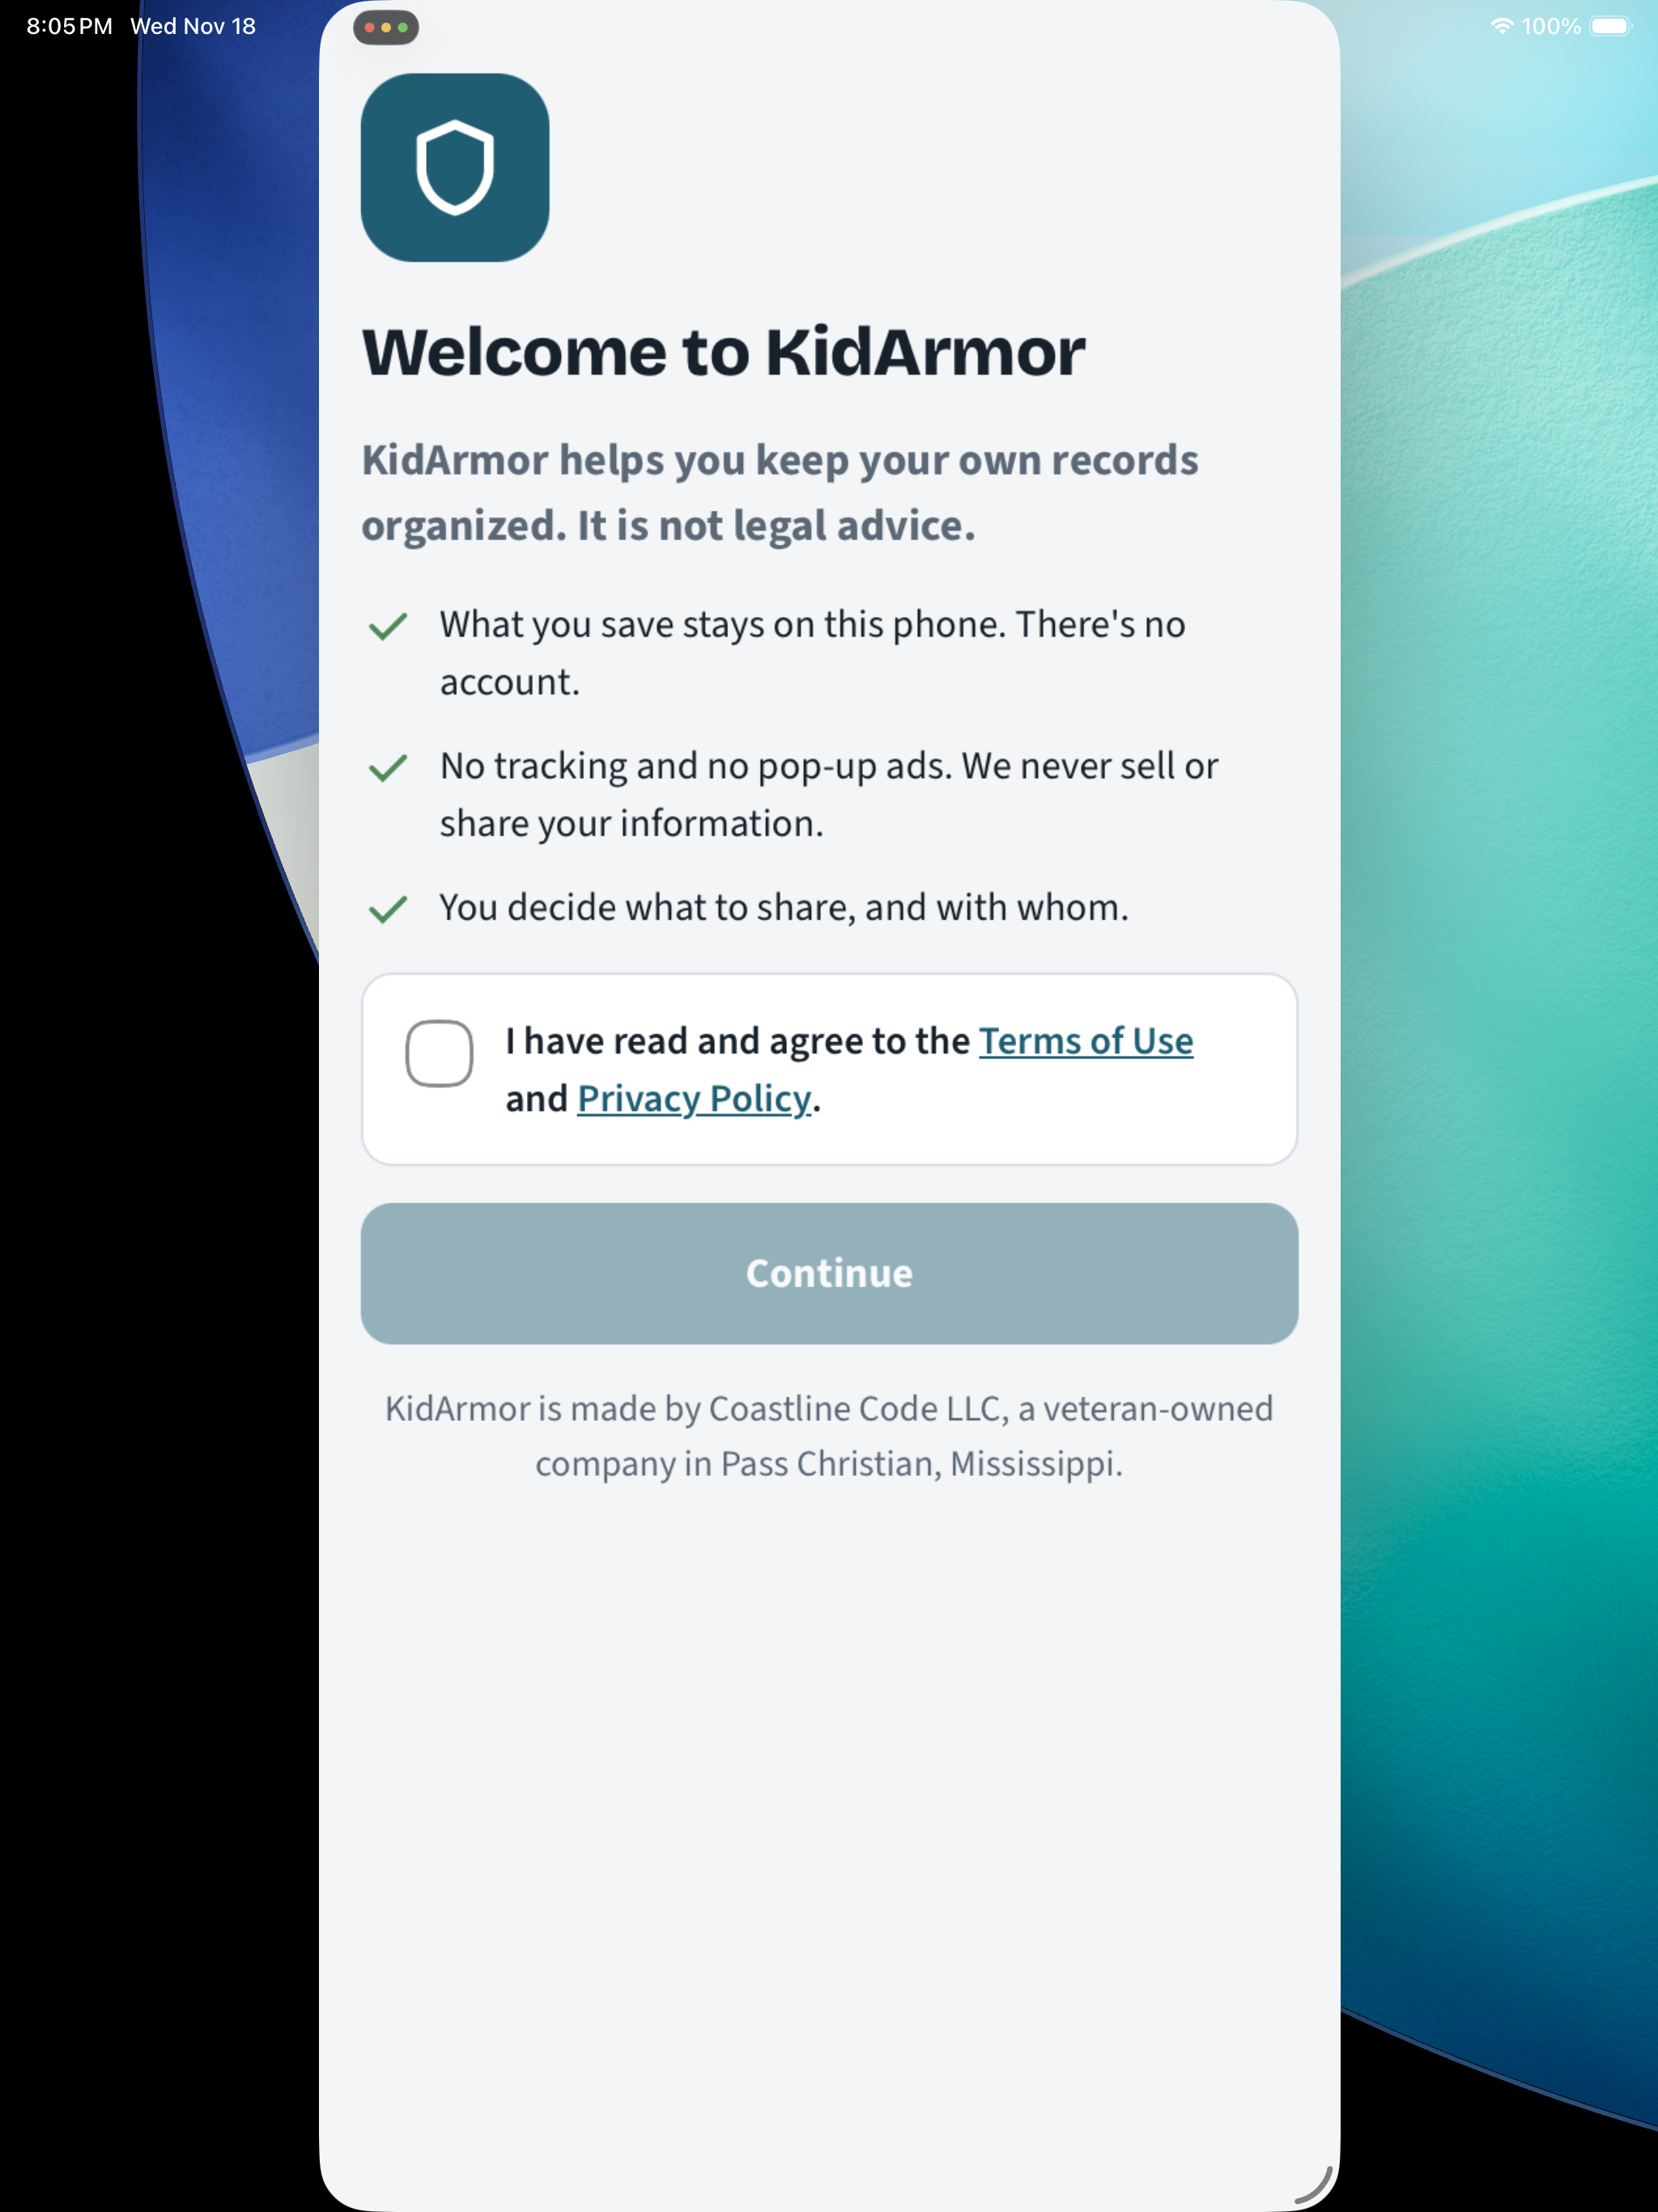 8:05 PM Wed Nov 18
100%
Welcome to KidArmor
KidArmor helps you keep your own records
organized. It is not legal advice.
What you save stays on this phone. There's no
account.
No tracking and no pop-up ads. We never sell or
share your information.
You decide what to share, and with whom.
I have read and agree to the Terms of Use
and Privacy Policy.
Continue
KidArmor is made by Coastline Code LLC, a veteran-owned
company in Pass Christian, Mississippi.